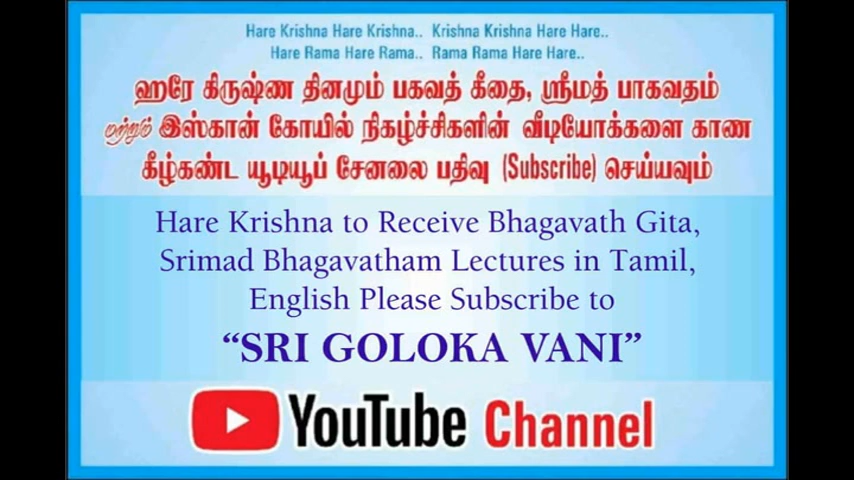 Hare Krishna Hare Krishna.. Krishna Krishna Hare Hare..
Hare Rama Hare Rama.. Rama Rama Hare Hare..
ஹரே கிருஷ்ண தினமும் பகவத் கீதை, ஸ்ரீமத் பாகவதம்
மற்றும் இஸ்கான் கோயில் நிகழ்ச்சிகளின் வீடியோக்களை காண
கீழ்கண்ட யூடியூப் சேனலை பதிவு (Subscribe) செய்யவும்
Hare Krishna to Receive Bhagavath Gita,
Srimad Bhagavatham Lectures in Tamil,
English Please Subscribe to
“SRI GOLOKA VANI”
YouTube Channel